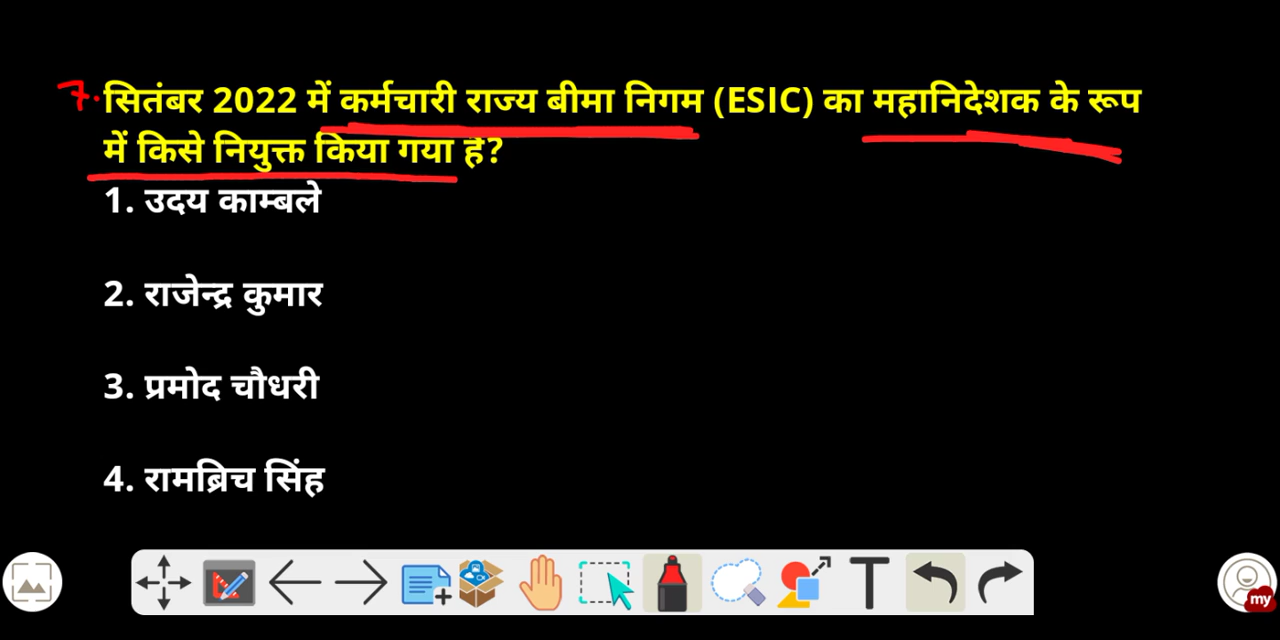 7. सितंबर 2022 में कर्मचारी राज्य बीमा निगम (ESIC) का महानिदेशक के रूप
में किसे नियुक्त किया गया है?
1. उदय काम्बले
2. राजेन्द्र कुमार
3. प्रमोद चौधरी
4. रामब्रिच सिंह
T
my